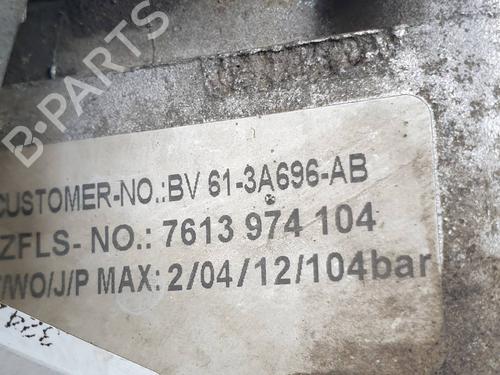 B-PARTS
CUSTOMER-NO.:BV 61-3A696-AB
ZFLS- NO.: 7613 974 104
/WO/J/P MAX: 2/04/12/104bar